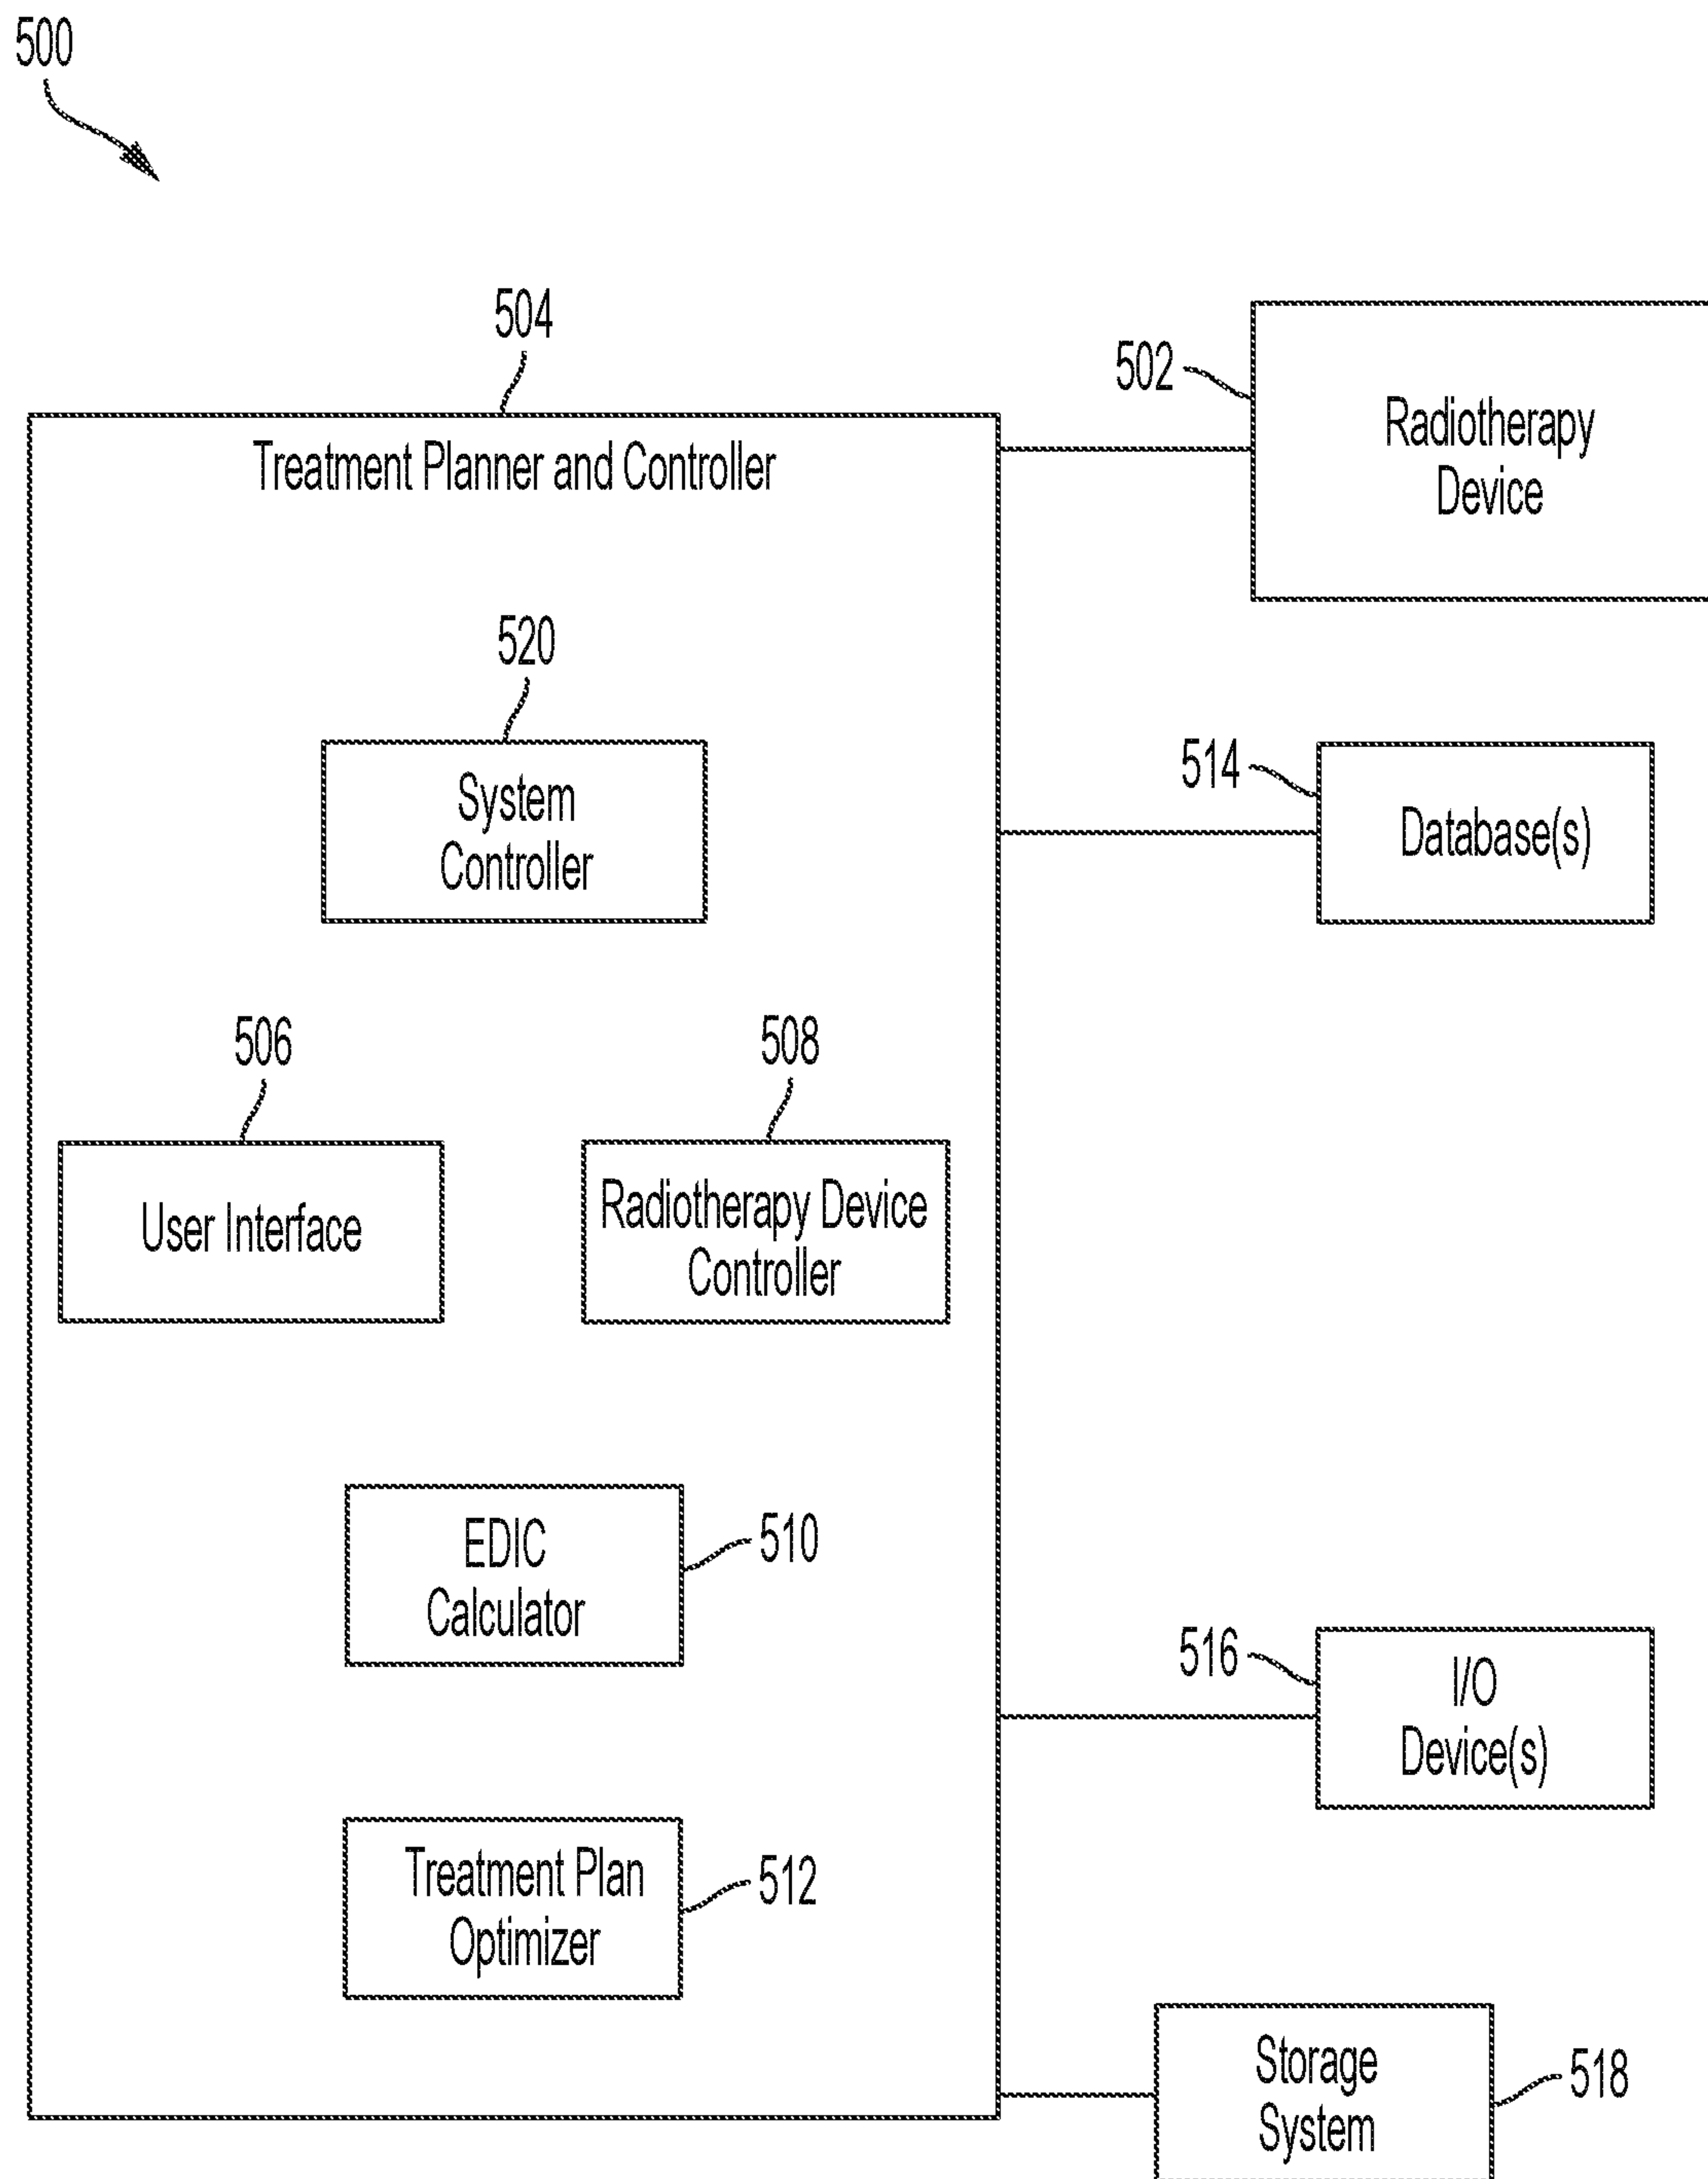 500
504
Treatment Planner and Controller
502
Radiotherapy
Device
520
System
Controller
514
Database(s)
506
User Interface
508
Radiotherapy Device
Controller
EDIC
Calculator
510
516
I/O
Device(s)
Treatment Plan
Optimizer
512
Storage
System
518